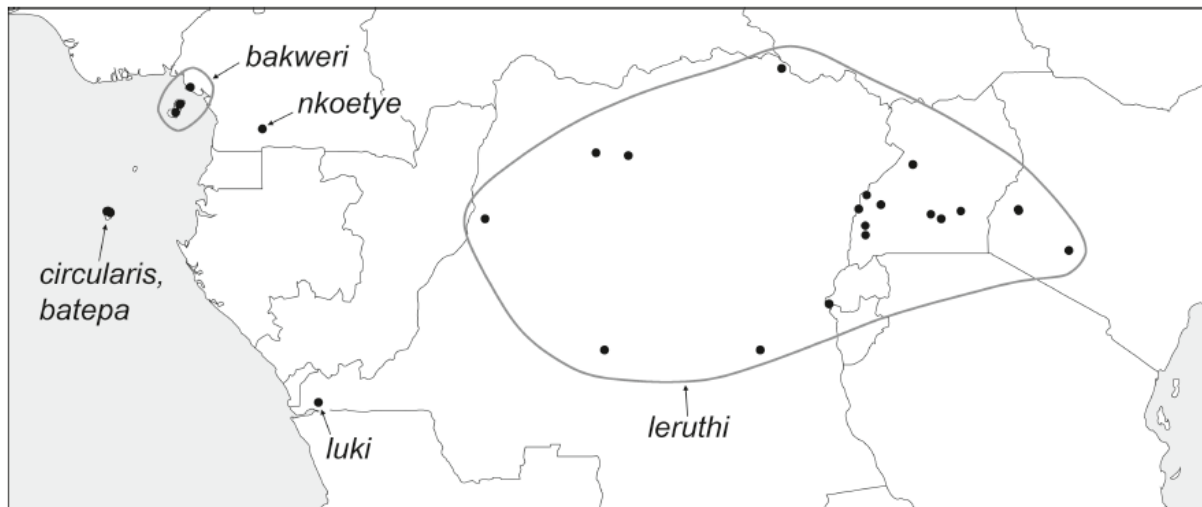 bakweri
nkoetye
circularis,
batepa
luki
leruthi